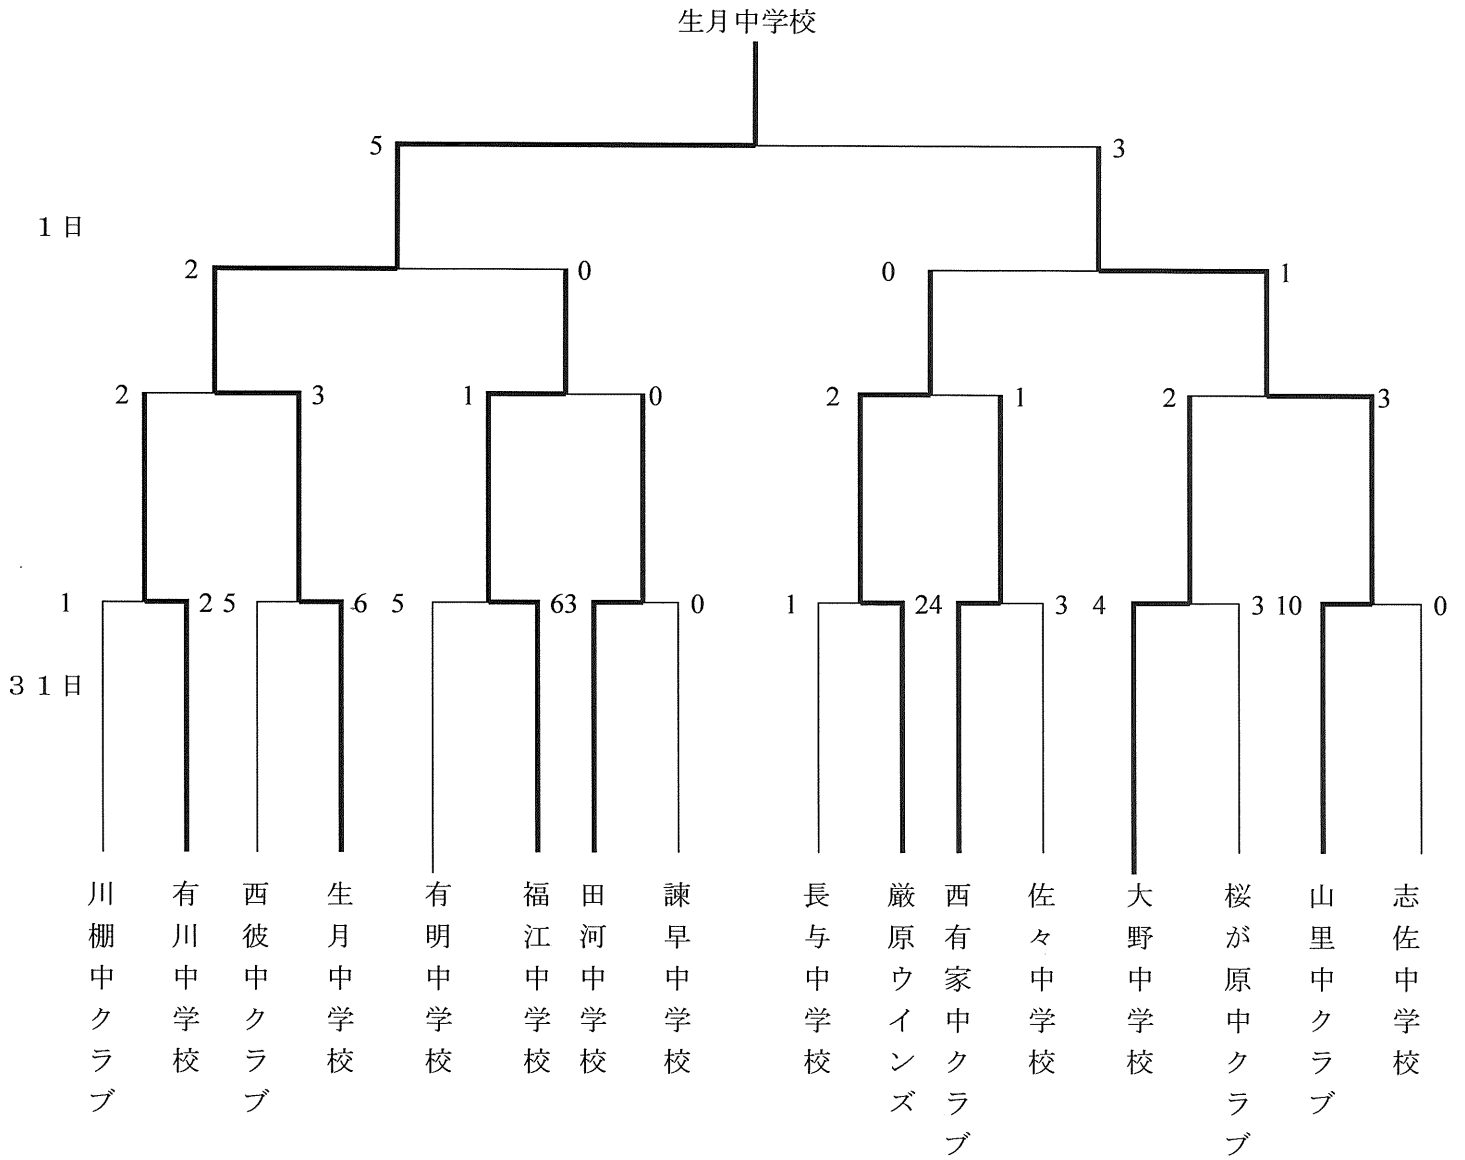 生月中学校
5 3
1日
2 0 0 1
2 3 1 0 2 1 2 3
1 2 5 6 5 6 3 0 1 2 4 3 4 3 10 0
31日
川棚中クラブ
有川中学校
西彼中クラブ
生月中学校
有明中学校
福江中学校
田河中学校
諫早中学校
長与中学校
厳原ウインズ
西有家中クラブ
佐々中学校
大野中学校
桜が原中クラブ
山里中クラブ
志佐中学校